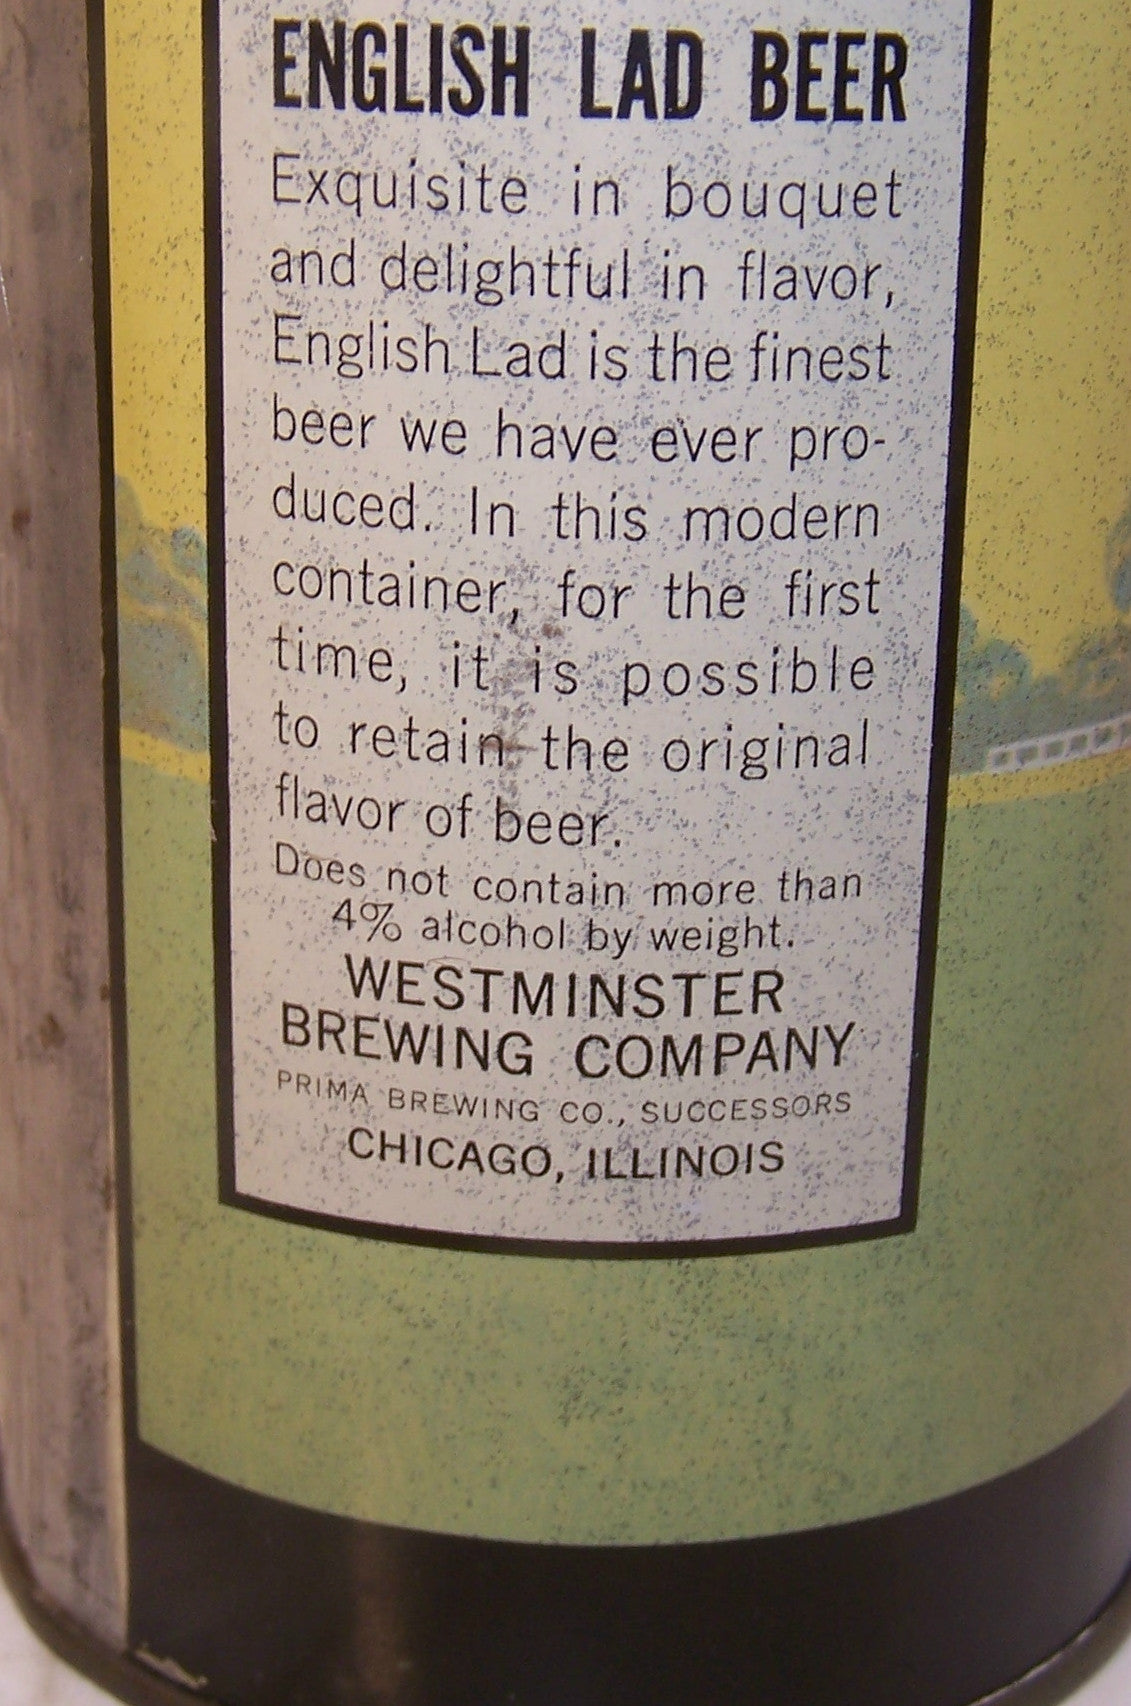 ENGLISH LAD BEER
Exquisite in bouquet
and delightful in flavor,
English Lad is the finest
beer we have ever pro-
duced. In this modern
container, for the first
time, it is possible
to retain the original
flavor of beer.
Does not contain more than
4% alcohol by weight.
WESTMINSTER
BREWING COMPANY
PRIMA BREWING CO., SUCCESSORS
CHICAGO, ILLINOIS